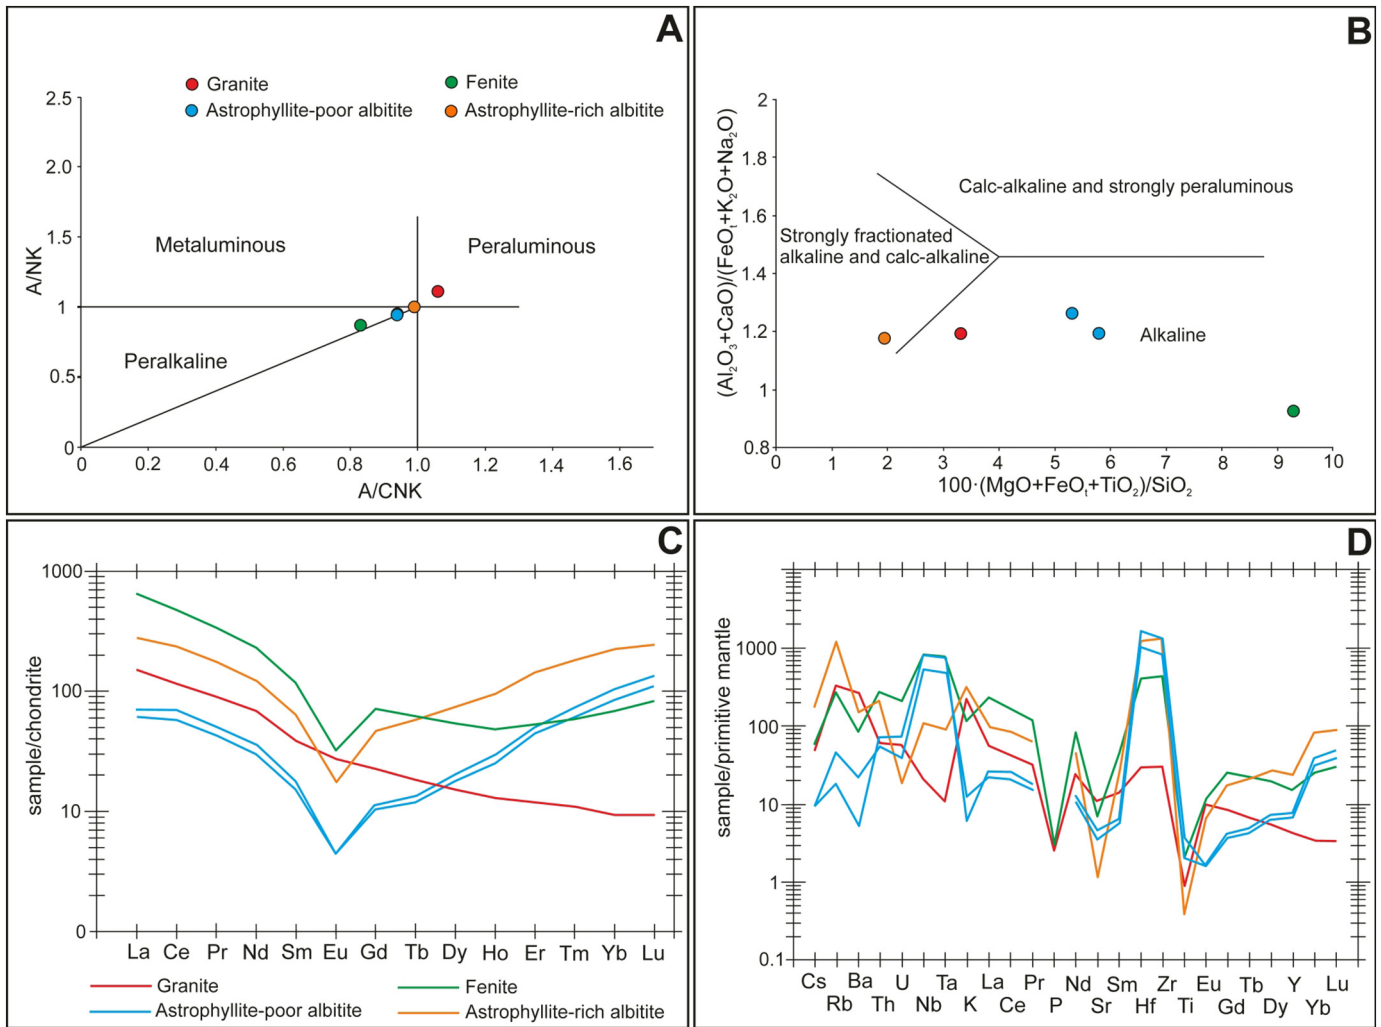 A
Granite
Fenite
Astrophyllite-poor albitite
Astrophyllite-rich albitite
2.5
2.0
1.5
1
0.5
0
A/NK
Metaluminous
Peraluminous
Peralkaline
0 0.2 0.4 0.6 0.8 1.0 1.2 1.4 1.6
A/CNK
B
2
1.8
1.6
1.4
1.2
1
0.8
(Al2O3+CaO)/(FeOt+K2O+Na2O)
Calc-alkaline and strongly peraluminous
Strongly fractionated
alkaline and calc-alkaline
Alkaline
0 1 2 3 4 5 6 7 8 9 10
100·(MgO+FeOt+TiO2)/SiO2
C
1000
100
10
0
sample/chondrite
La Ce Pr Nd Sm Eu Gd Tb Dy Ho Er Tm Yb Lu
Granite
Fenite
Astrophyllite-poor albitite
Astrophyllite-rich albitite
D
1000
100
10
1
0.1
sample/primitive mantle
Cs Ba U Ta La Pr Nd Sm Zr Eu Tb Y Lu
Rb Th Nb K Ce P Sr Hf Ti Gd Dy Yb